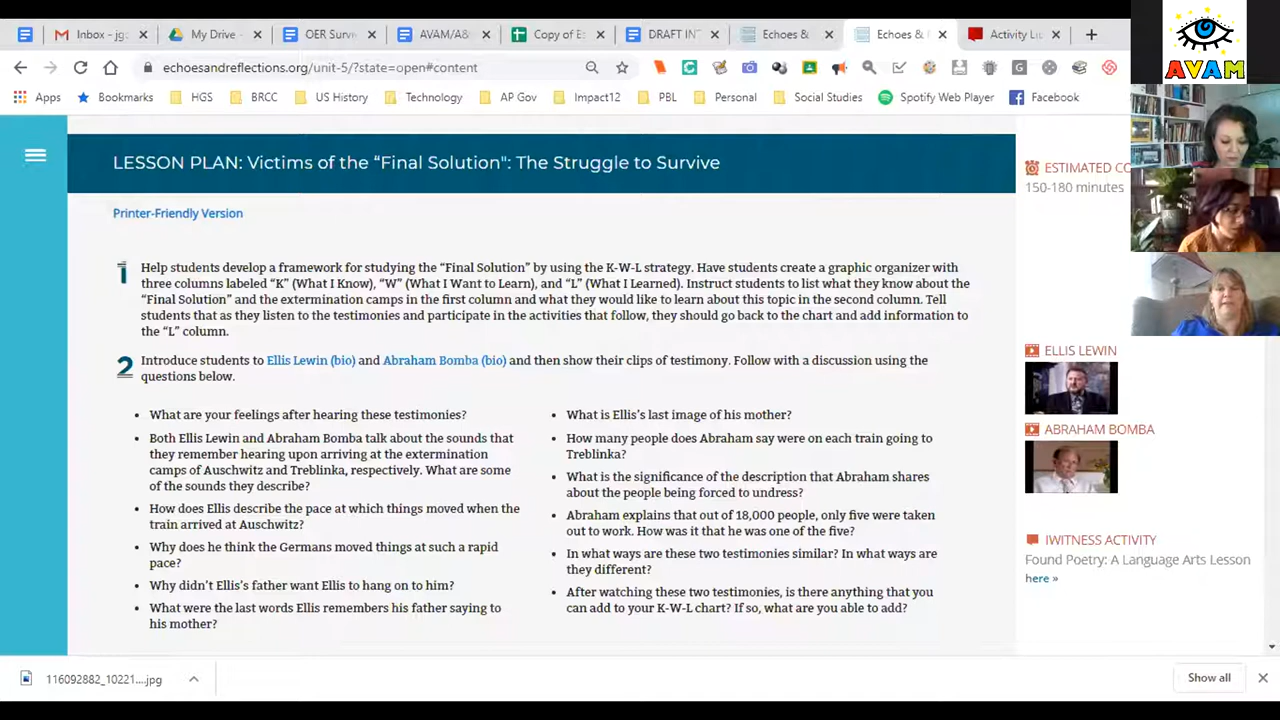 Inbox - jg
My Drive -
OER Surv
AVAM/A&
Copy of E
DRAFT IN
Echoes &
Echoes &
Activity Li
echoesandreflections.org/unit-5/?state=open#content
Apps
Bookmarks
HGS
BRCC
US History
Technology
AP Gov
Impact12
PBL
Personal
Social Studies
Spotify Web Player
Facebook
AVAM
LESSON PLAN: Victims of the “Final Solution": The Struggle to Survive
Printer-Friendly Version
1
Help students develop a framework for studying the “Final Solution” by using the K-W-L strategy. Have students create a graphic organizer with
three columns labeled “K” (What I Know), “W” (What I Want to Learn), and “L” (What I Learned). Instruct students to list what they know about the
“Final Solution” and the extermination camps in the first column and what they would like to learn about this topic in the second column. Tell
students that as they listen to the testimonies and participate in the activities that follow, they should go back to the chart and add information to
the “L” column.
2
Introduce students to Ellis Lewin (bio) and Abraham Bomba (bio) and then show their clips of testimony. Follow with a discussion using the
questions below.
• What are your feelings after hearing these testimonies?
• Both Ellis Lewin and Abraham Bomba talk about the sounds that
they remember hearing upon arriving at the extermination
camps of Auschwitz and Treblinka, respectively. What are some
of the sounds they describe?
• How does Ellis describe the pace at which things moved when the
train arrived at Auschwitz?
• Why does he think the Germans moved things at such a rapid
pace?
• Why didn’t Ellis’s father want Ellis to hang on to him?
• What were the last words Ellis remembers his father saying to
his mother?
• What is Ellis’s last image of his mother?
• How many people does Abraham say were on each train going to
Treblinka?
• What is the significance of the description that Abraham shares
about the people being forced to undress?
• Abraham explains that out of 18,000 people, only five were taken
out to work. How was it that he was one of the five?
• In what ways are these two testimonies similar? In what ways are
they different?
• After watching these two testimonies, is there anything that you
can add to your K-W-L chart? If so, what are you able to add?
ESTIMATED CO
150-180 minutes
ELLIS LEWIN
ABRAHAM BOMBA
IWITNESS ACTIVITY
Found Poetry: A Language Arts Lesson
here »
116092882_10221....jpg
Show all